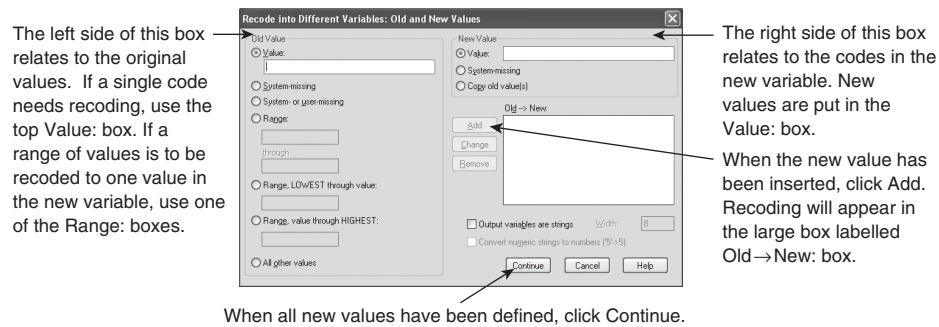 The left side of this box
relates to the original
values. If a single code
needs recoding, use the
top Value: box. If a
range of values is to be
recoded to one value in
the new variable, use one
of the Range: boxes.
Recode into Different Variables: Old and New Values
Old Value
Value:
System-missing
System- or user-missing
Range:
through
Range, LOWEST through value:
Range, value through HIGHEST:
All other values
New Value
Value:
System-missing
Copy old value(s)
Old --> New:
Add
Change
Remove
Output variables are strings Width: 8
Convert numeric strings to numbers ('5'->5)
Continue Cancel Help
The right side of this box
relates to the codes in the
new variable. New
values are put in the
Value: box.
When the new value has
been inserted, click Add.
Recoding will appear in
the large box labelled
Old→New: box.
When all new values have been defined, click Continue.